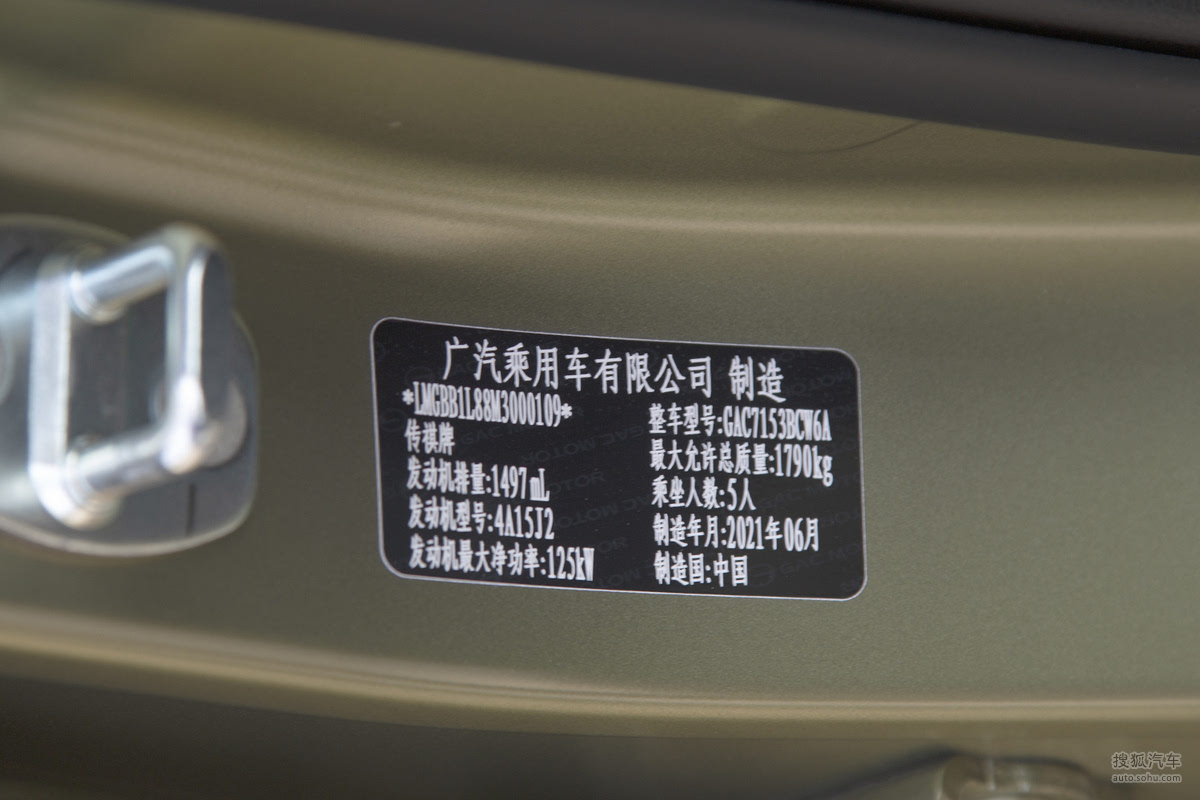 广汽乘用车有限公司 制造
*LMGBB1L88M3000109*
传祺牌
发动机排量:1497mL
发动机型号:4A15J2
发动机最大净功率:125kW
整车型号:GAC7153BCW6A
最大允许总质量:1790kg
乘坐人数:5人
制造年月:2021年06月
制造国:中国
GAC MOTOR
搜狐汽车
auto.sohu.com